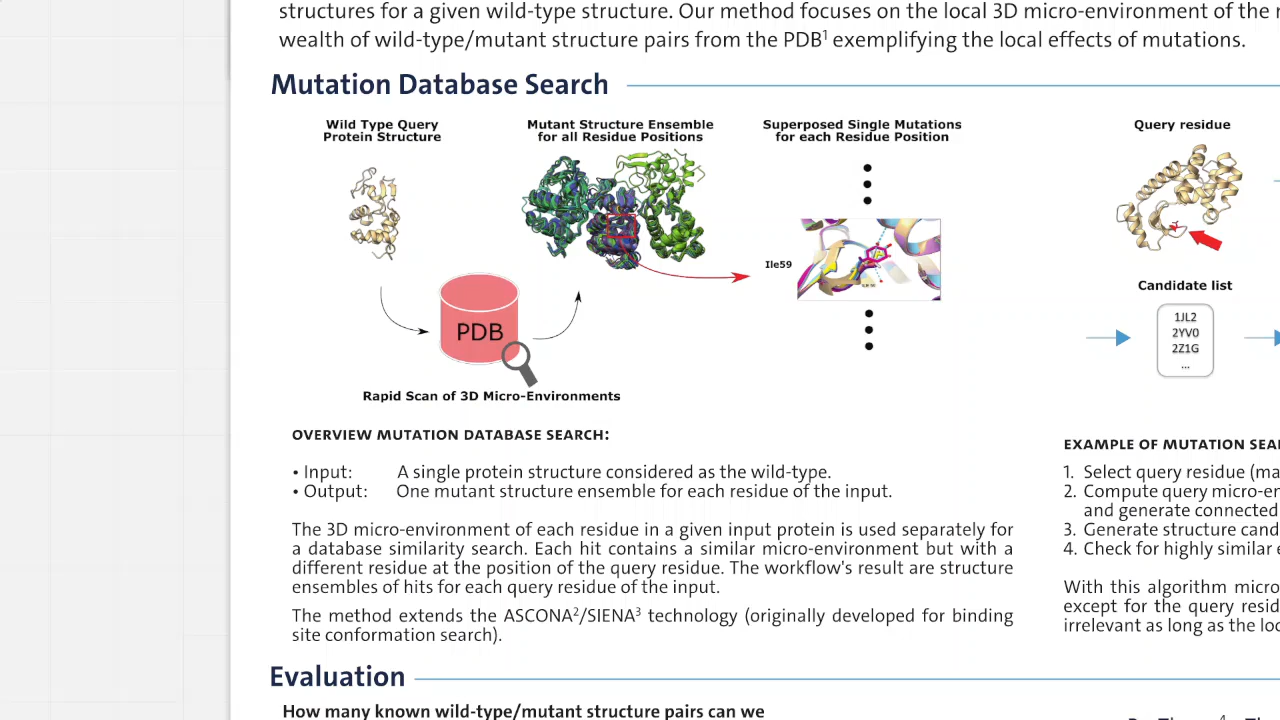 structures for a given wild-type structure. Our method focuses on the local 3D micro-environment of the
wealth of wild-type/mutant structure pairs from the PDB¹ exemplifying the local effects of mutations.
Mutation Database Search
Wild Type Query
Protein Structure
Mutant Structure Ensemble
for all Residue Positions
Superposed Single Mutations
for each Residue Position
Ile59
PDB
Rapid Scan of 3D Micro-Environments
Query residue
Candidate list
1JL2
2YV0
2Z1G
...
OVERVIEW MUTATION DATABASE SEARCH:
• Input: A single protein structure considered as the wild-type.
• Output: One mutant structure ensemble for each residue of the input.
The 3D micro-environment of each residue in a given input protein is used separately for
a database similarity search. Each hit contains a similar micro-environment but with a
different residue at the position of the query residue. The workflow's result are structure
ensembles of hits for each query residue of the input.
The method extends the ASCONA²/SIENA³ technology (originally developed for binding
site conformation search).
EXAMPLE OF MUTATION
1. Select query residue
2. Compute query
and generate connected
3. Generate structure
4. Check for highly similar
With this algorithm
except for the query
irrelevant as long as the
Evaluation
How many known wild-type/mutant structure pairs can we